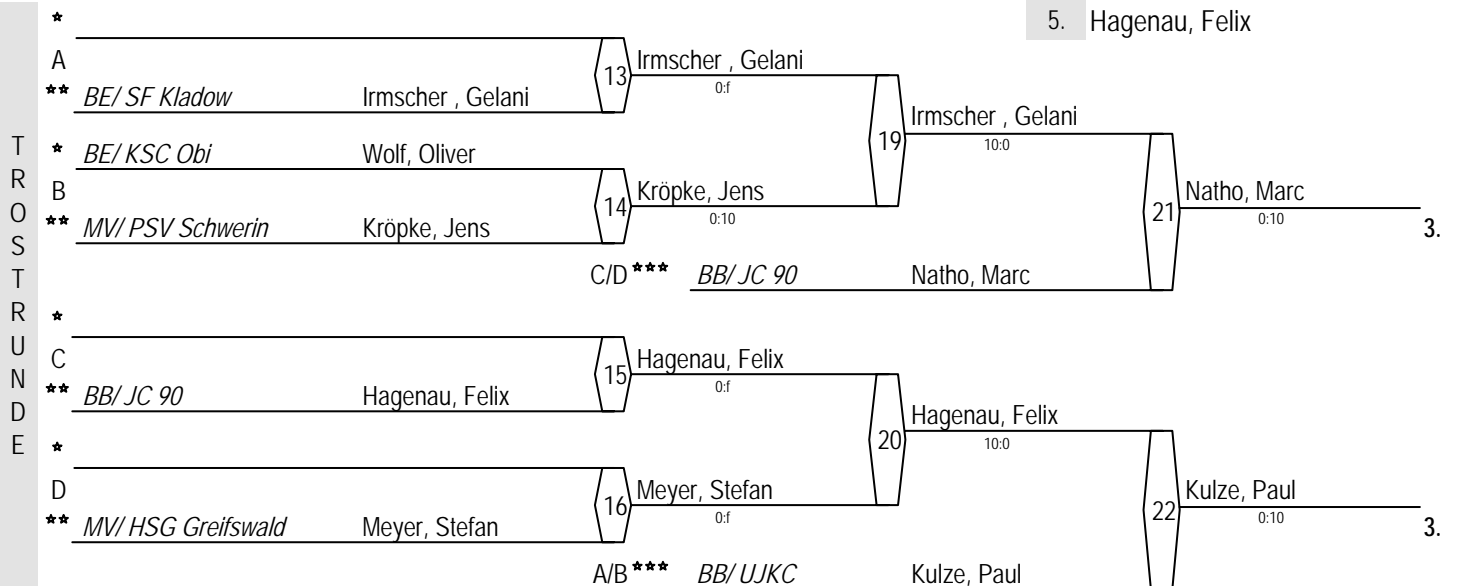 5. Hagenau, Felix
TROSTRUNDE
*
A
** BE/ SF Kladow Irmscher , Gelani
13
Irmscher , Gelani
0:f
* BE/ KSC Obi Wolf, Oliver
B
** MV/ PSV Schwerin Kröpke, Jens
14
Kröpke, Jens
0:10
19
Irmscher , Gelani
10:0
C/D *** BB/ JC 90 Natho, Marc
21
Natho, Marc
0:10
3.
*
C
** BB/ JC 90 Hagenau, Felix
15
Hagenau, Felix
0:f
*
D
** MV/ HSG Greifswald Meyer, Stefan
16
Meyer, Stefan
0:f
20
Hagenau, Felix
10:0
A/B *** BB/ UJKC Kulze, Paul
22
Kulze, Paul
0:10
3.